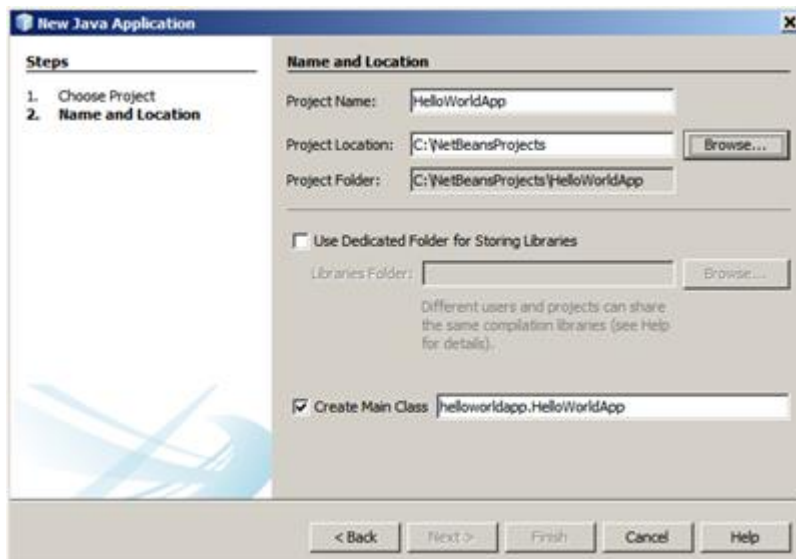 New Java Application
Steps
1. Choose Project
2. Name and Location
Name and Location
Project Name: HelloWorldApp
Project Location: C:\NetBeansProjects Browse...
Project Folder: C:\NetBeansProjects\HelloWorldApp
Use Dedicated Folder for Storing Libraries
Libraries Folder: Browse...
Different users and projects can share
the same compilation libraries (see Help
for details).
Create Main Class helloworldapp.HelloWorldApp
< Back Next > Finish Cancel Help